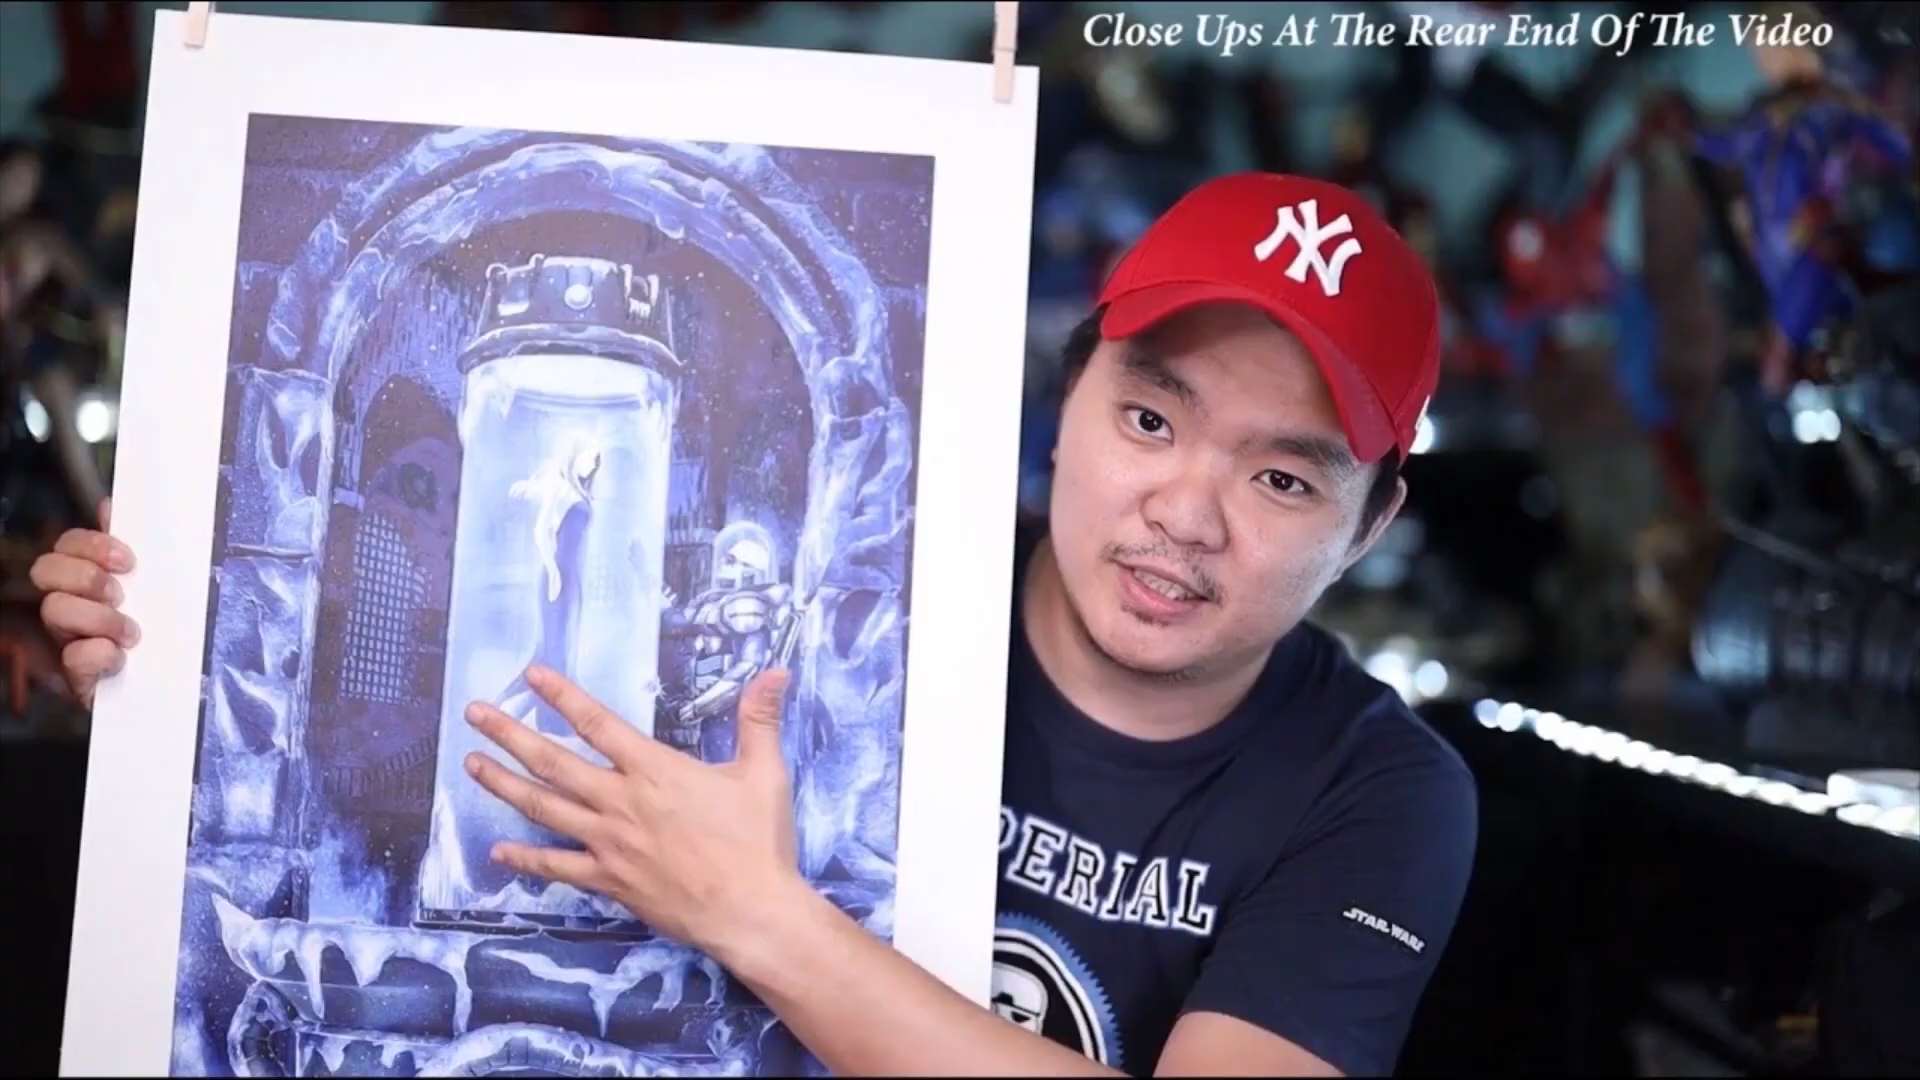 Close Ups At The Rear End Of The Video
NY
PERIAL
STAR WARS